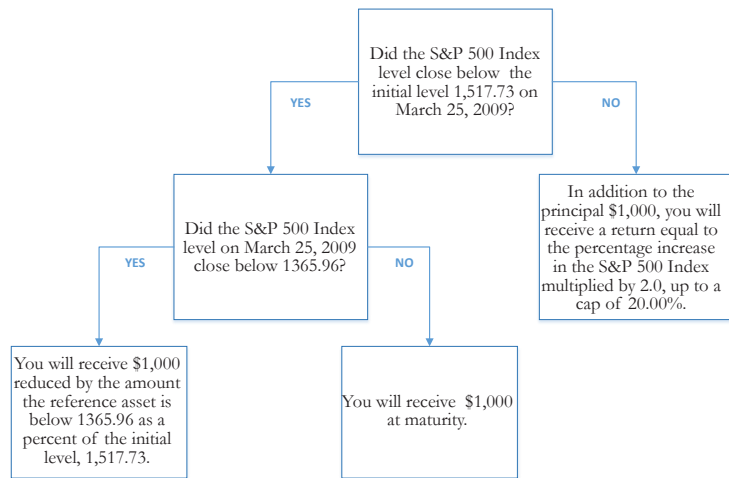 Did the S&P 500 Index
level close below the
initial level 1,517.73 on
March 25, 2009?
YES
NO
Did the S&P 500 Index
level on March 25, 2009
close below 1365.96?
In addition to the
principal $1,000, you will
receive a return equal to
the percentage increase
in the S&P 500 Index
multiplied by 2.0, up to a
cap of 20.00%.
YES
NO
You will receive $1,000
reduced by the amount
the reference asset is
below 1365.96 as a
percent of the initial
level, 1,517.73.
You will receive $1,000
at maturity.